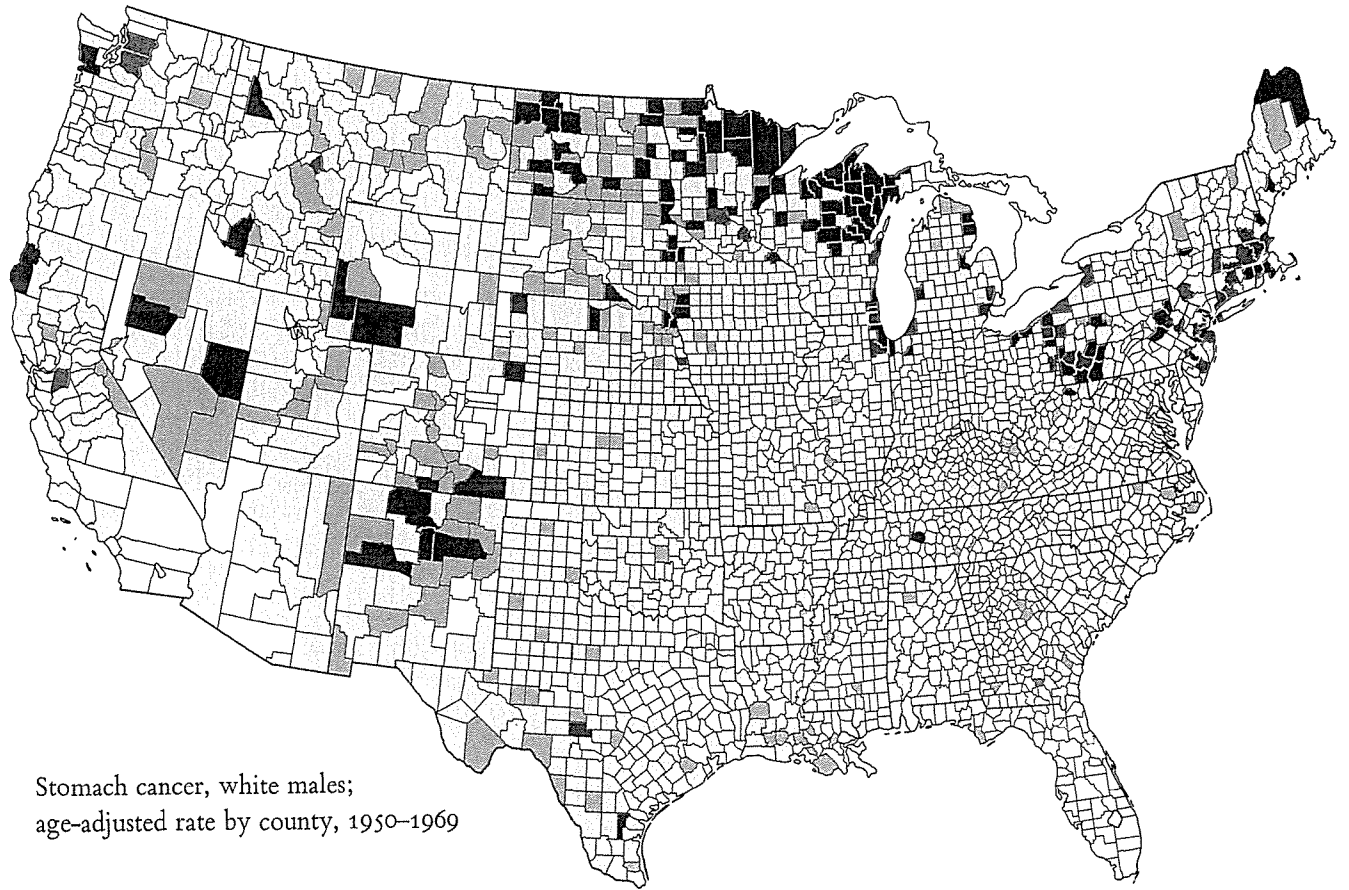 Stomach cancer, white males;
age-adjusted rate by county, 1950–1969